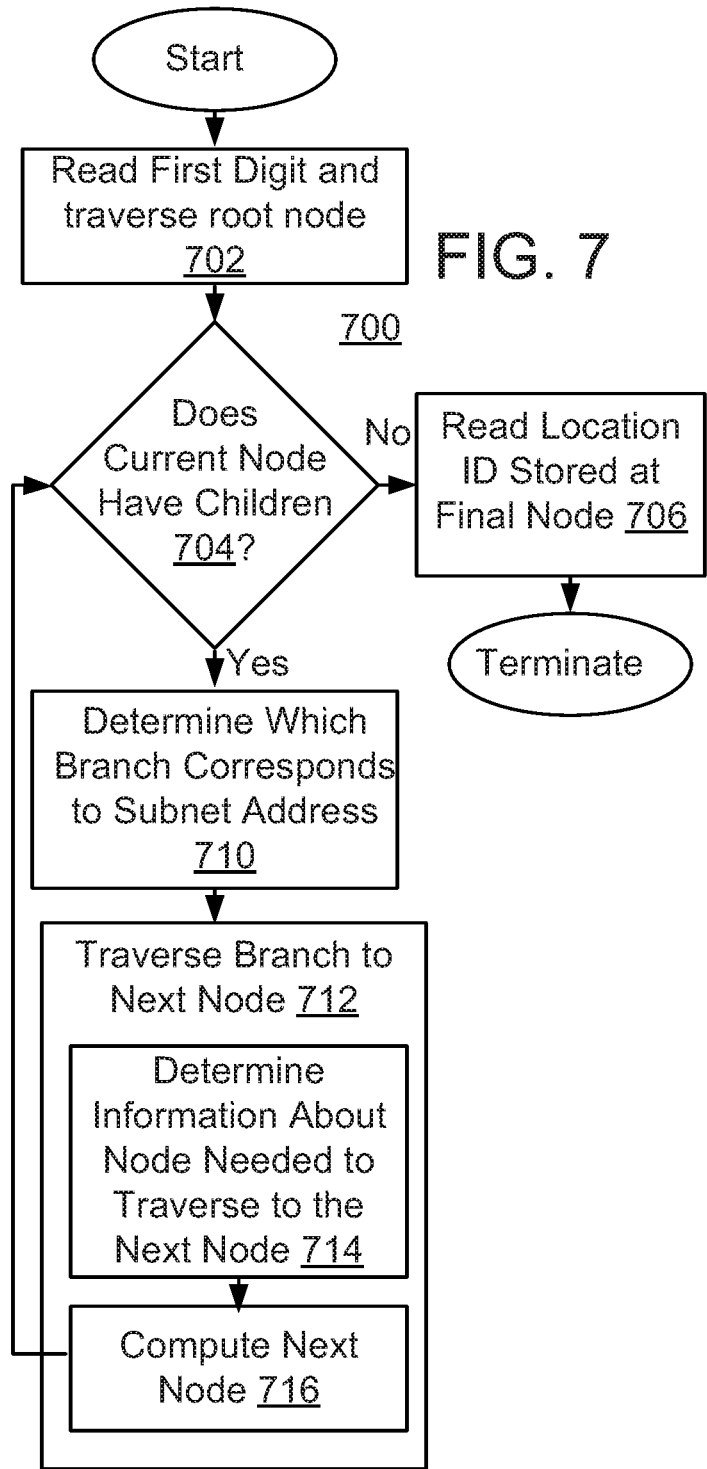 Start
Read First Digit and
traverse root node
702
FIG. 7
700
Does
Current Node
Have Children
704?
No
Read Location
ID Stored at
Final Node 706
Terminate
Yes
Determine Which
Branch Corresponds
to Subnet Address
710
Traverse Branch to
Next Node 712
Determine
Information About
Node Needed to
Traverse to the
Next Node 714
Compute Next
Node 716